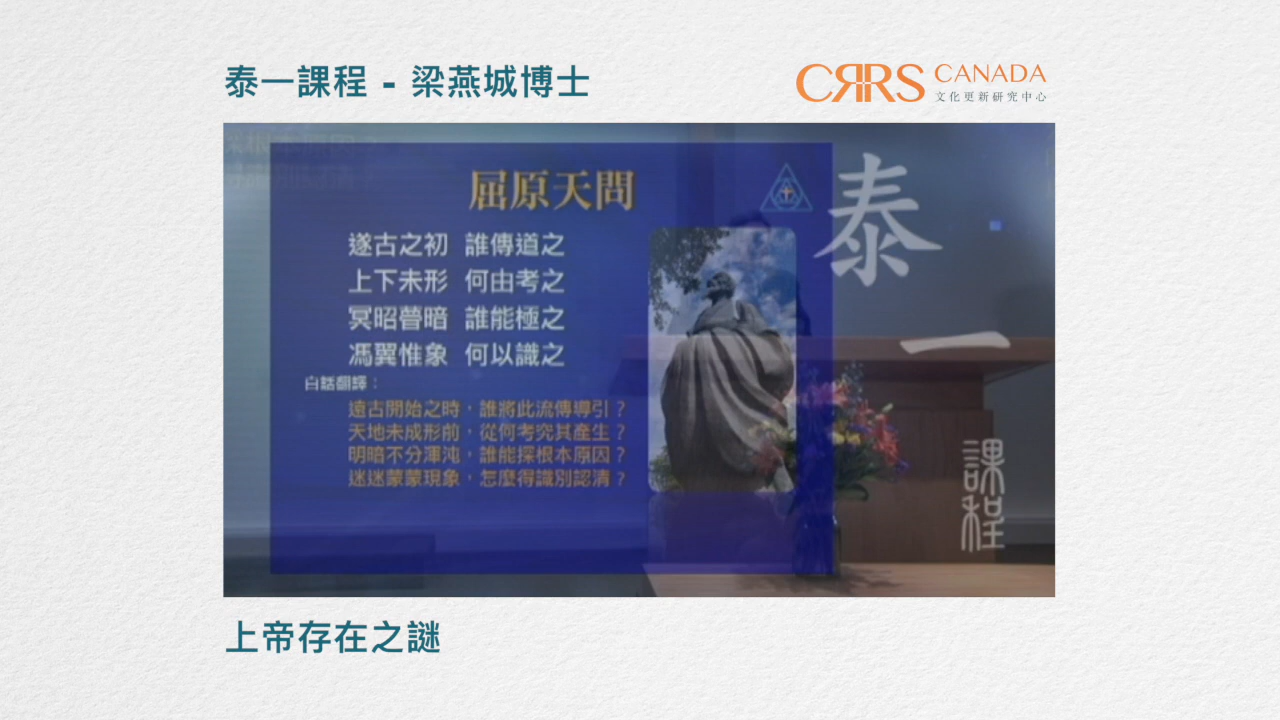 泰一課程 - 梁燕城博士
CRRS CANADA
文化更新研究中心
屈原天問
遂古之初 誰傳道之
上下未形 何由考之
冥昭瞢暗 誰能極之
馮翼惟象 何以識之
白話翻譯：
遠古開始之時，誰將此流傳導引？
天地未成形前，從何考究其產生？
明暗不分渾沌，誰能探根本原因？
迷迷蒙蒙現象，怎麼得識別認清？
泰一
課程
上帝存在之謎